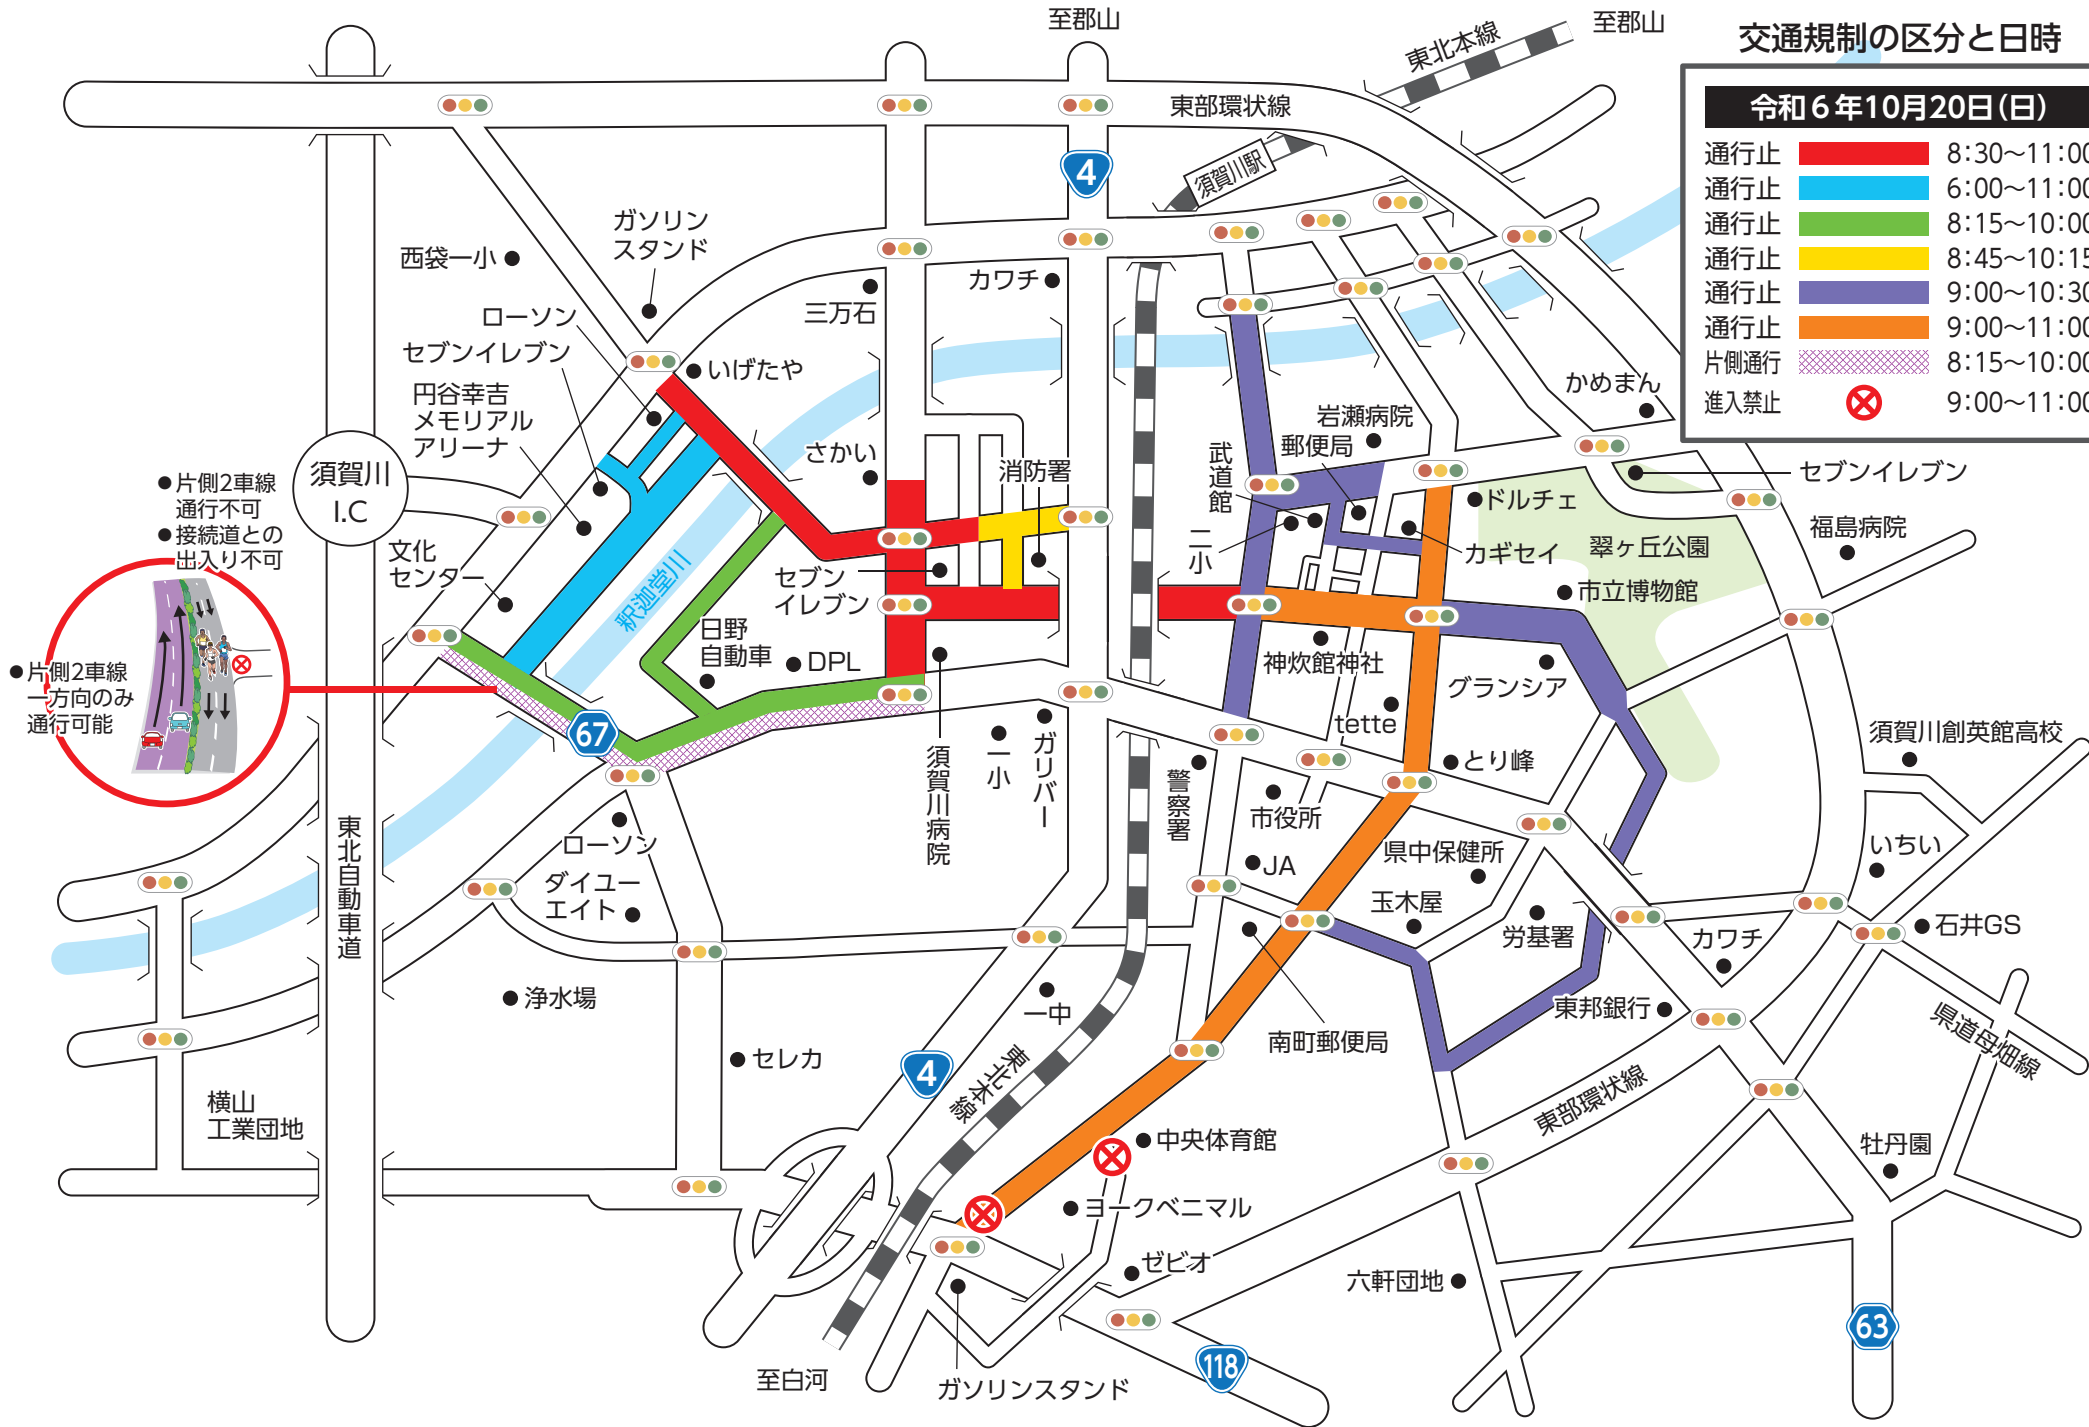 至郡山
至郡山
東北本線
東部環状線
須賀川駅
4
交通規制の区分と日時
令和6年10月20日(日)
通行止 8:30〜11:00
通行止 6:00〜11:00
通行止 8:15〜10:00
通行止 8:45〜10:15
通行止 9:00〜10:30
通行止 9:00〜11:00
片側通行 8:15〜10:00
進入禁止 9:00〜11:00
西袋一小
ガソリン
スタンド
ローソン
セブンイレブン
円谷幸吉
メモリアル
アリーナ
いげたや
三万石
カワチ
さかい
消防署
須賀川
I.C
●片側2車線
通行不可
●接続道との
出入り不可
●片側2車線
一方向のみ
通行可能
文化
センター
釈迦堂川
セブン
イレブン
日野
自動車
DPL
67
須賀川病院
一小
ガリバー
岩瀬病院
郵便局
武道館
二小
ドルチェ
カギセイ
かめまん
セブンイレブン
翠ヶ丘公園
市立博物館
福島病院
神炊館神社
tette
グランシア
とり峰
須賀川創英館高校
警察署
市役所
JA
県中保健所
玉木屋
労基署
いちい
石井GS
カワチ
東邦銀行
県道母畑線
東北自動車道
ローソン
ダイユー
エイト
浄水場
セレカ
横山
工業団地
一中
4
東北本線
南町郵便局
中央体育館
ヨークベニマル
ゼビオ
東部環状線
牡丹園
六軒団地
63
118
至白河
ガソリンスタンド